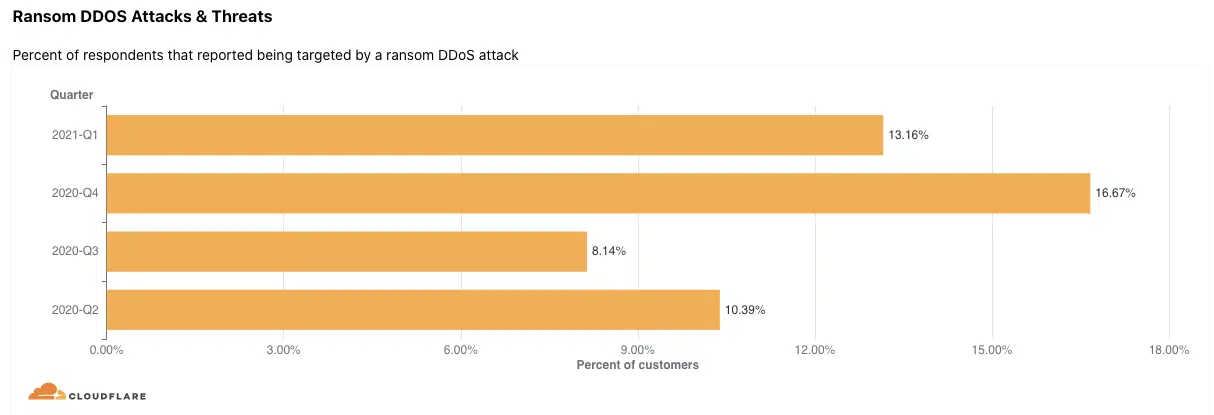 Ransom DDOS Attacks & Threats
Percent of respondents that reported being targeted by a ransom DDoS attack
Quarter
2021-Q1
13.16%
2020-Q4
16.67%
2020-Q3
8.14%
2020-Q2
10.39%
0.00% 3.00% 6.00% 9.00% 12.00% 15.00% 18.00%
Percent of customers
CLOUDFLARE